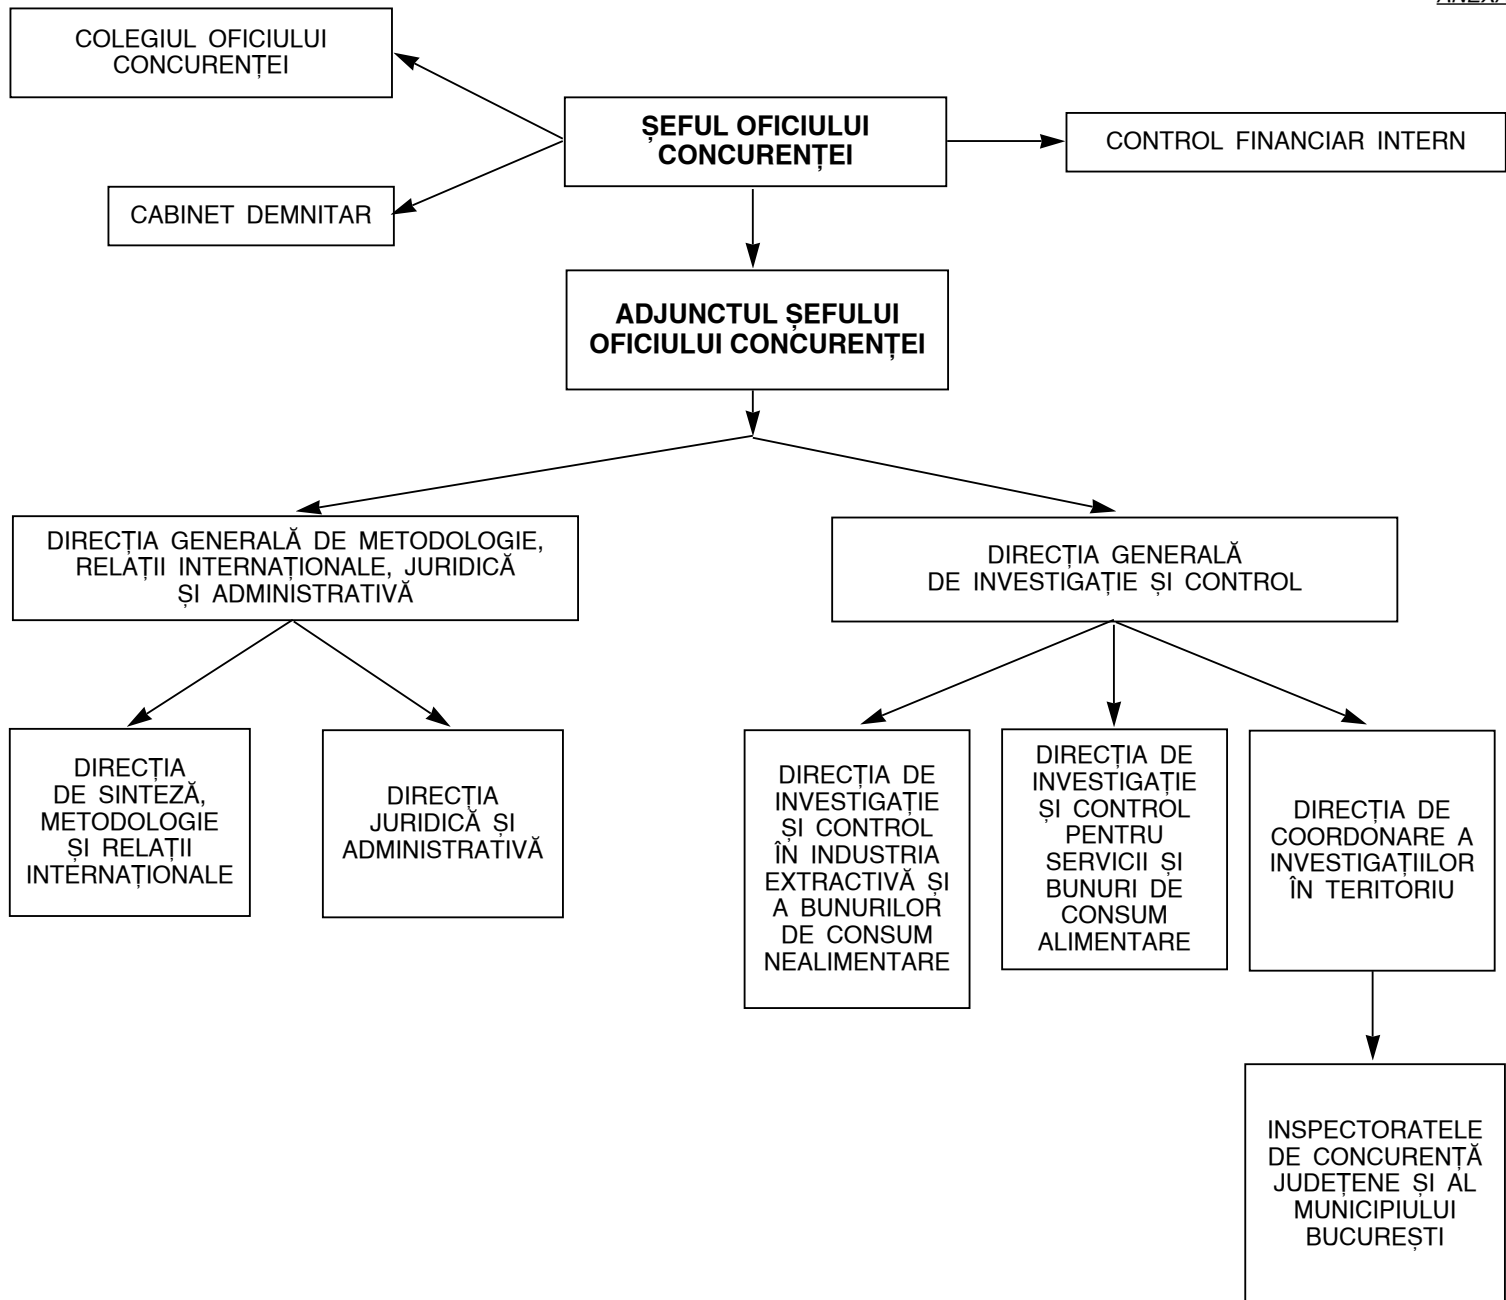 COLEGIUL OFICIULUI
CONCURENȚEI
ȘEFUL OFICIULUI
CONCURENȚEI
CONTROL FINANCIAR INTERN
CABINET DEMNITAR
ADJUNCTUL ȘEFULUI
OFICIULUI CONCURENȚEI
DIRECȚIA GENERALĂ DE METODOLOGIE,
RELAȚII INTERNAȚIONALE, JURIDICĂ
ȘI ADMINISTRATIVĂ
DIRECȚIA GENERALĂ
DE INVESTIGAȚIE ȘI CONTROL
DIRECȚIA
DE SINTEZĂ,
METODOLOGIE
ȘI RELAȚII
INTERNAȚIONALE
DIRECȚIA
JURIDICĂ ȘI
ADMINISTRATIVĂ
DIRECȚIA DE
INVESTIGAȚIE
ȘI CONTROL
ÎN INDUSTRIA
EXTRACTIVĂ ȘI
A BUNURILOR
DE CONSUM
NEALIMENTARE
DIRECȚIA DE
INVESTIGAȚIE
ȘI CONTROL
PENTRU
SERVICII ȘI
BUNURI DE
CONSUM
ALIMENTARE
DIRECȚIA DE
COORDONARE A
INVESTIGAȚIILOR
ÎN TERITORIU
INSPECTORATELE
DE CONCURENȚĂ
JUDEȚENE ȘI AL
MUNICIPIULUI
BUCUREȘTI